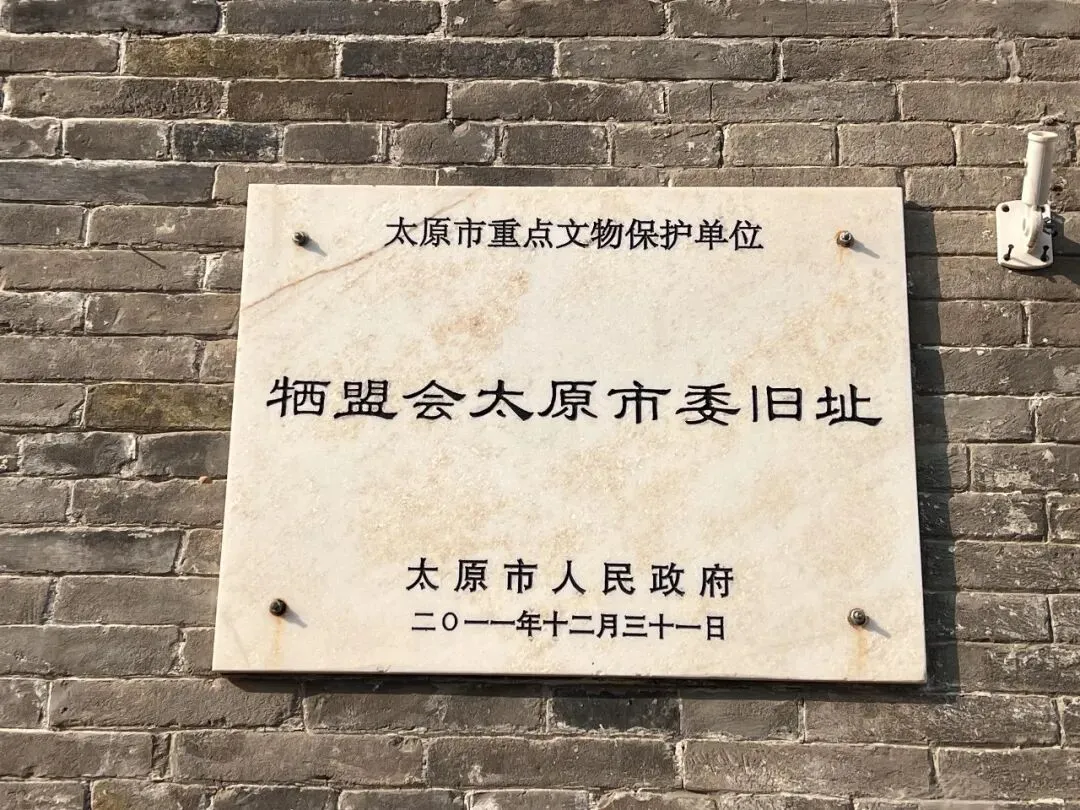 太原市重点文物保护单位
牺盟会太原市委旧址
太原市人民政府
二〇一一年十二月三十一日